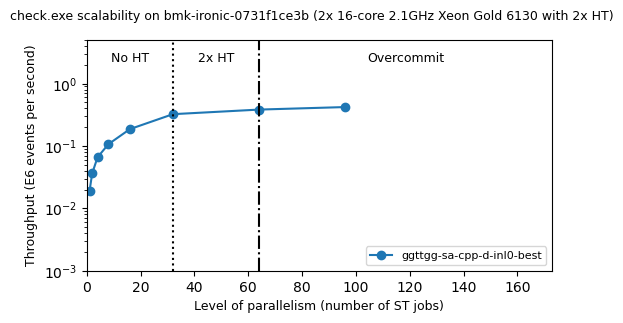 check.exe scalability on bmk-ironic-0731f1ce3b (2x 16-core 2.1GHz Xeon Gold 6130 with 2x HT)
No HT
2x HT
Overcommit
10^0
10^-1
10^-2
10^-3
Throughput (E6 events per second)
ggttgg-sa-cpp-d-inl0-best
0 20 40 60 80 100 120 140 160
Level of parallelism (number of ST jobs)